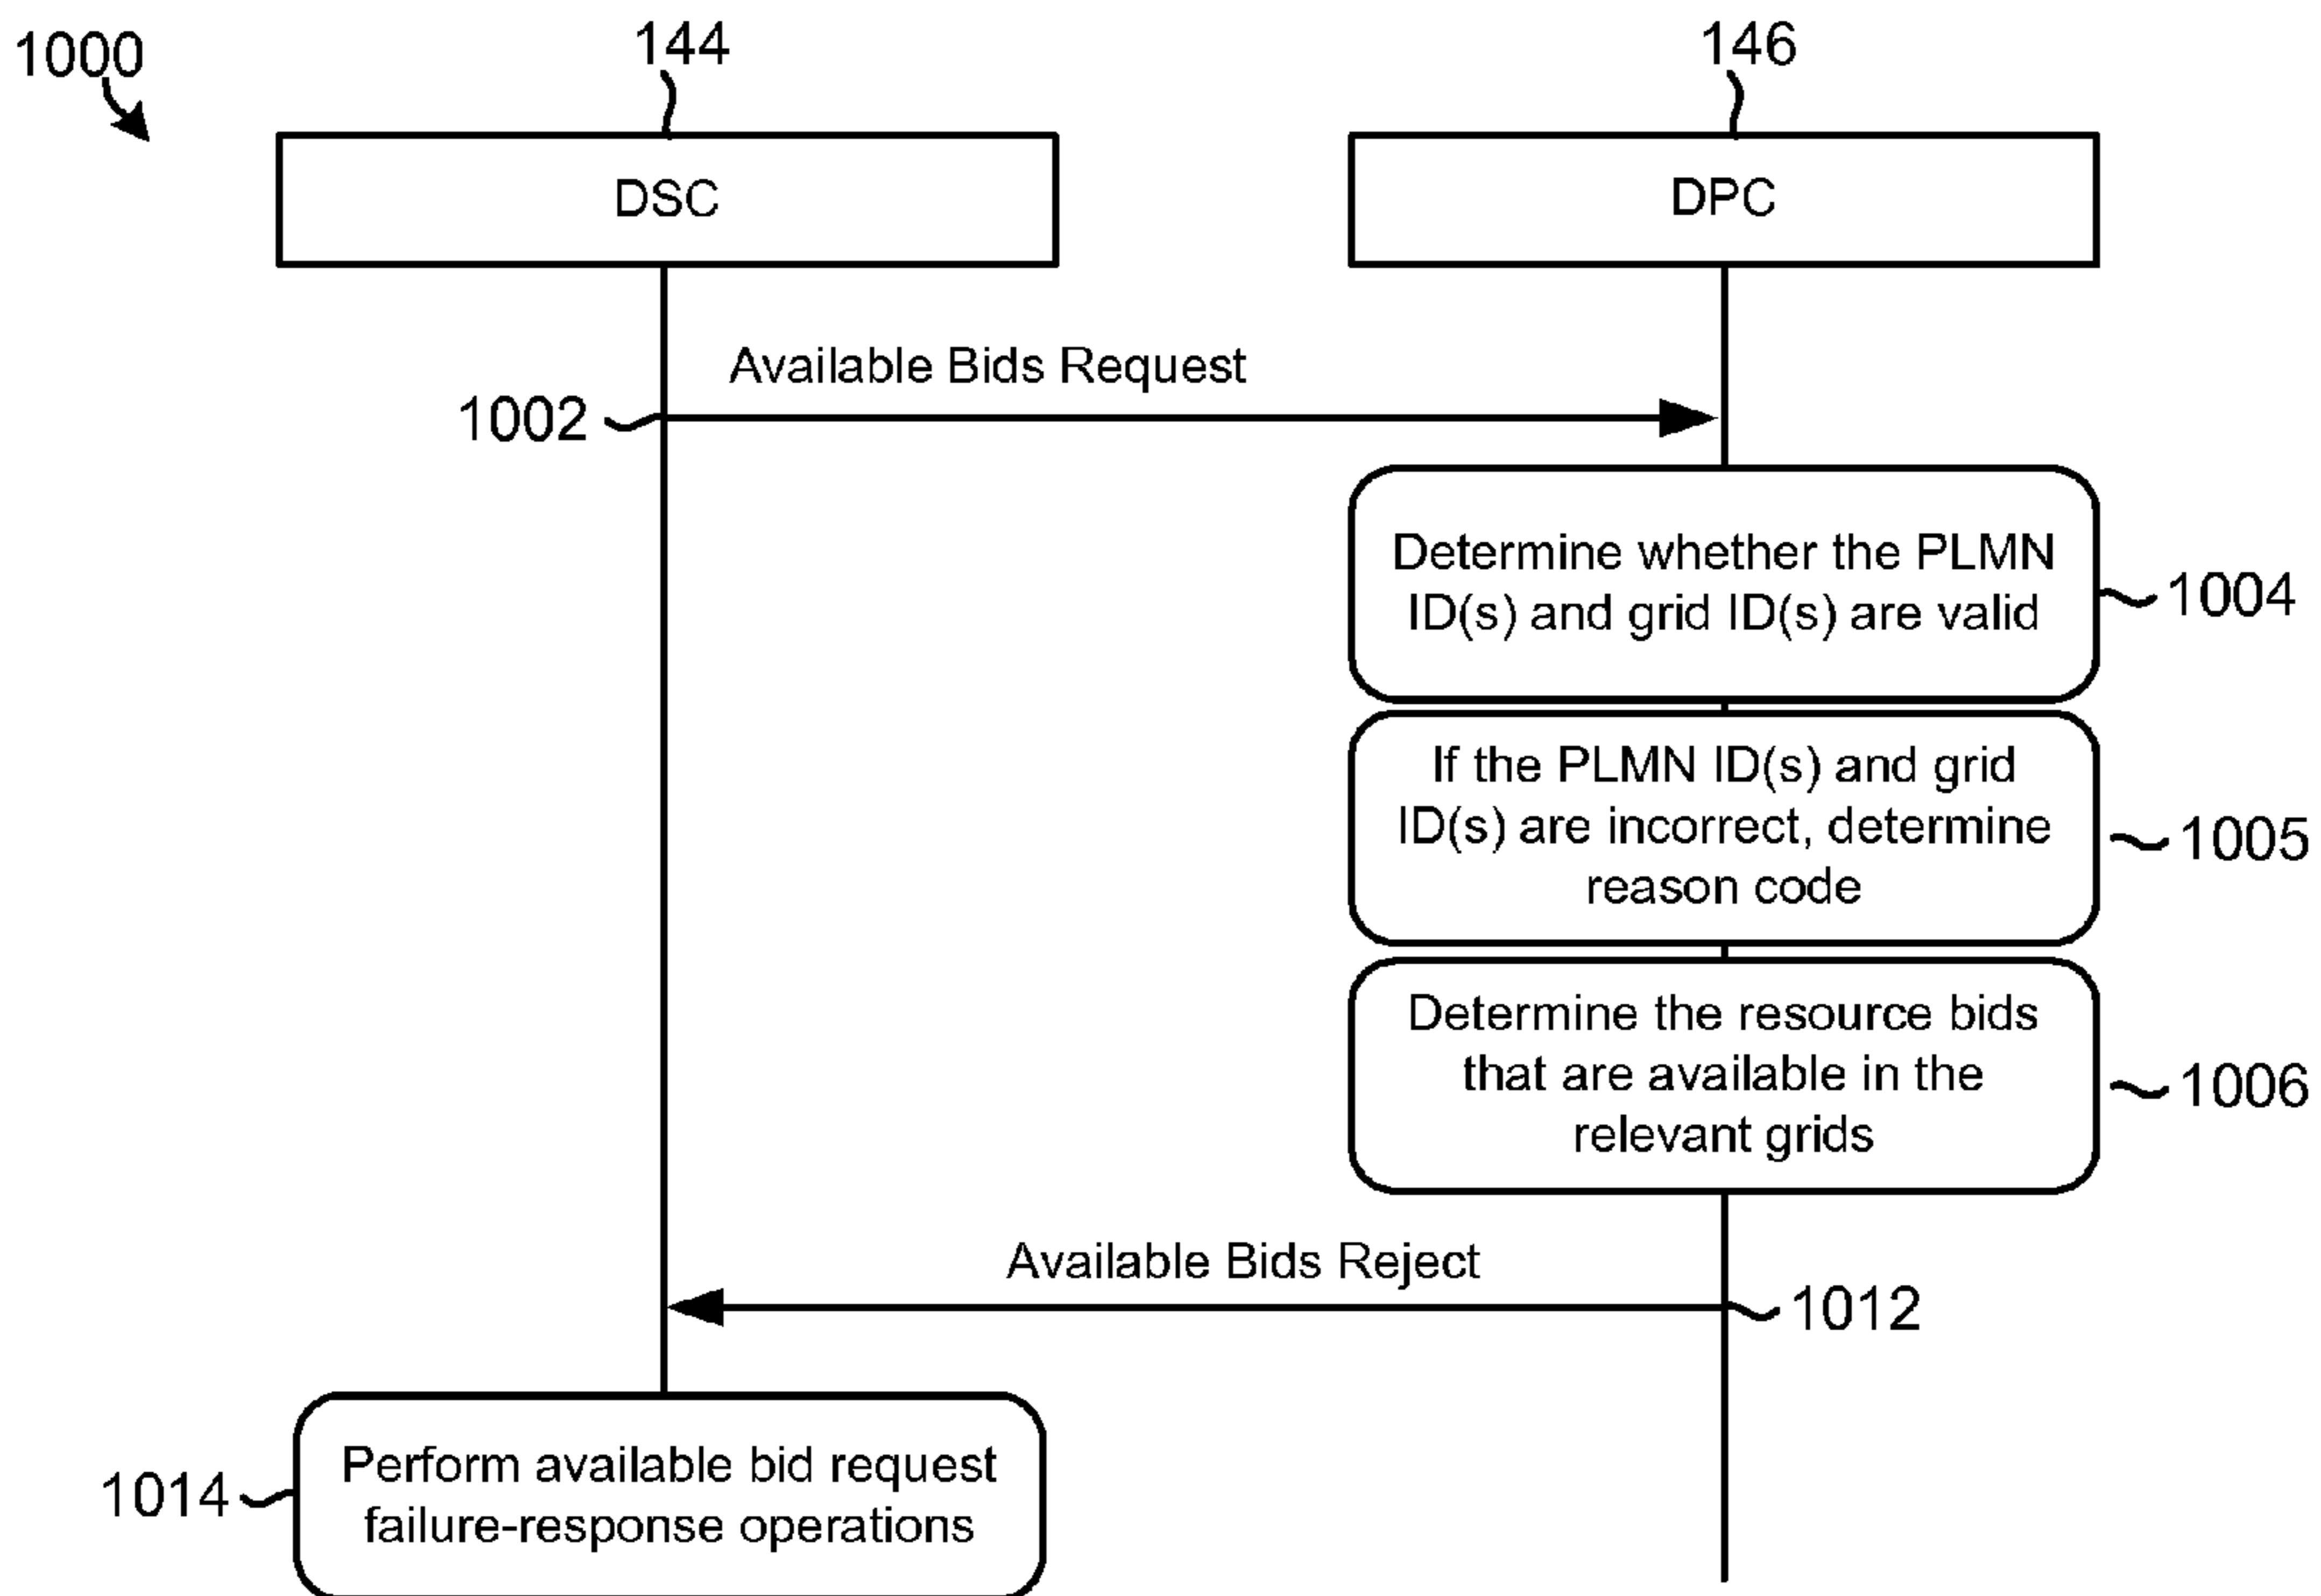 1000
144
146
DSC
DPC
Available Bids Request
1002
Determine whether the PLMN
ID(s) and grid ID(s) are valid
1004
If the PLMN ID(s) and grid
ID(s) are incorrect, determine
reason code
1005
Determine the resource bids
that are available in the
relevant grids
1006
Available Bids Reject
1012
Perform available bid request
failure-response operations
1014